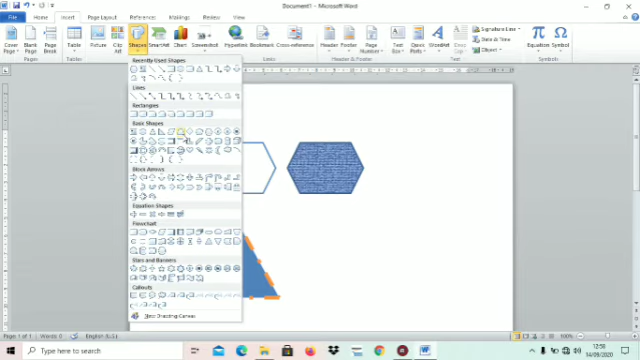 Document1 - Microsoft Word
File Home Insert Page Layout References Mailings Review View
Cover Page
Blank Page
Page Break
Table
Picture
Clip Art
Shapes
SmartArt
Chart
Screenshot
Hyperlink
Bookmark
Cross-reference
Header
Footer
Page Number
Text Box
Quick Parts
WordArt
Drop Cap
Signature Line
Date & Time
Object
Equation
Symbol
Links
Header & Footer
Text
Symbols
Recently Used Shapes
Lines
Rectangles
Basic Shapes
Block Arrows
Equation Shapes
Flowchart
Stars and Banners
Callouts
New Drawing Canvas
Page: 1 of 1 Words: 0 English (U.S.)
100%
Type here to search
12:58
14/09/2020